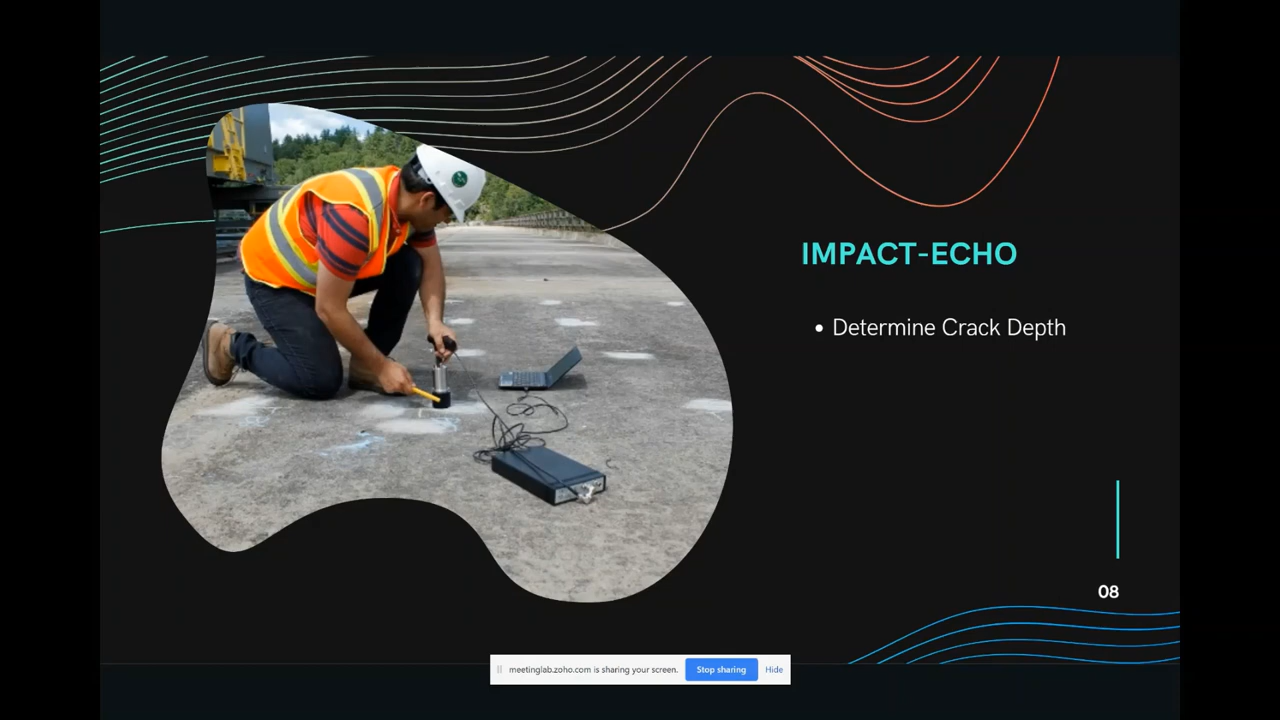 IMPACT-ECHO
• Determine Crack Depth
08
meetinglab.zoho.com is sharing your screen.
Stop sharing
Hide